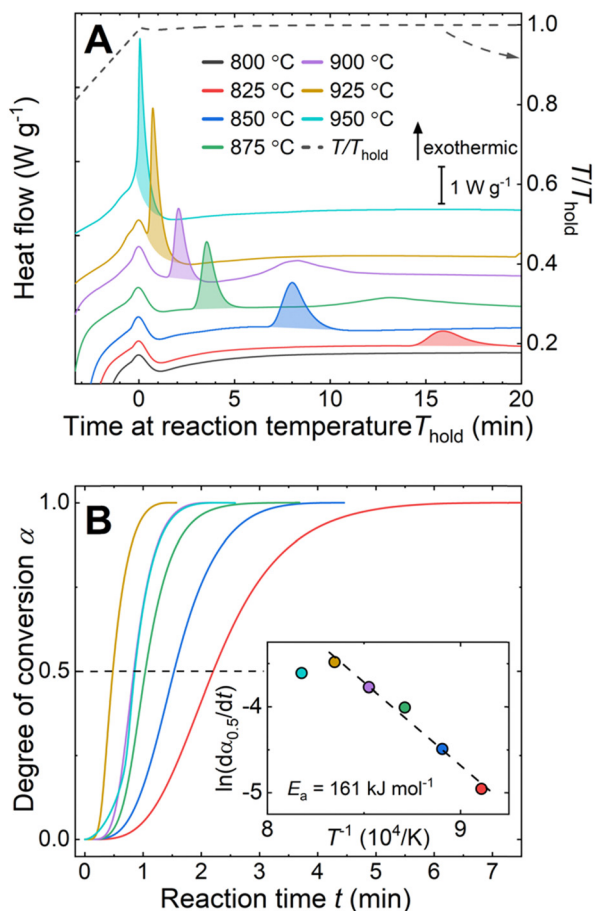 A
800 °C 900 °C
825 °C 925 °C
850 °C 950 °C
875 °C T/Thold
exothermic
1 W g-1
Heat flow (W g-1)
1.0
0.8
0.6
0.4
0.2
T/Thold
0 5 10 15 20
Time at reaction temperatureThold (min)
B
1.0
0.5
0.0
Degree of conversion α
ln(dα0.5/dt)
-4
-5
Ea = 161 kJ mol-1
8 9
T-1 (104/K)
0 1 2 3 4 5 6 7
Reaction time t (min)